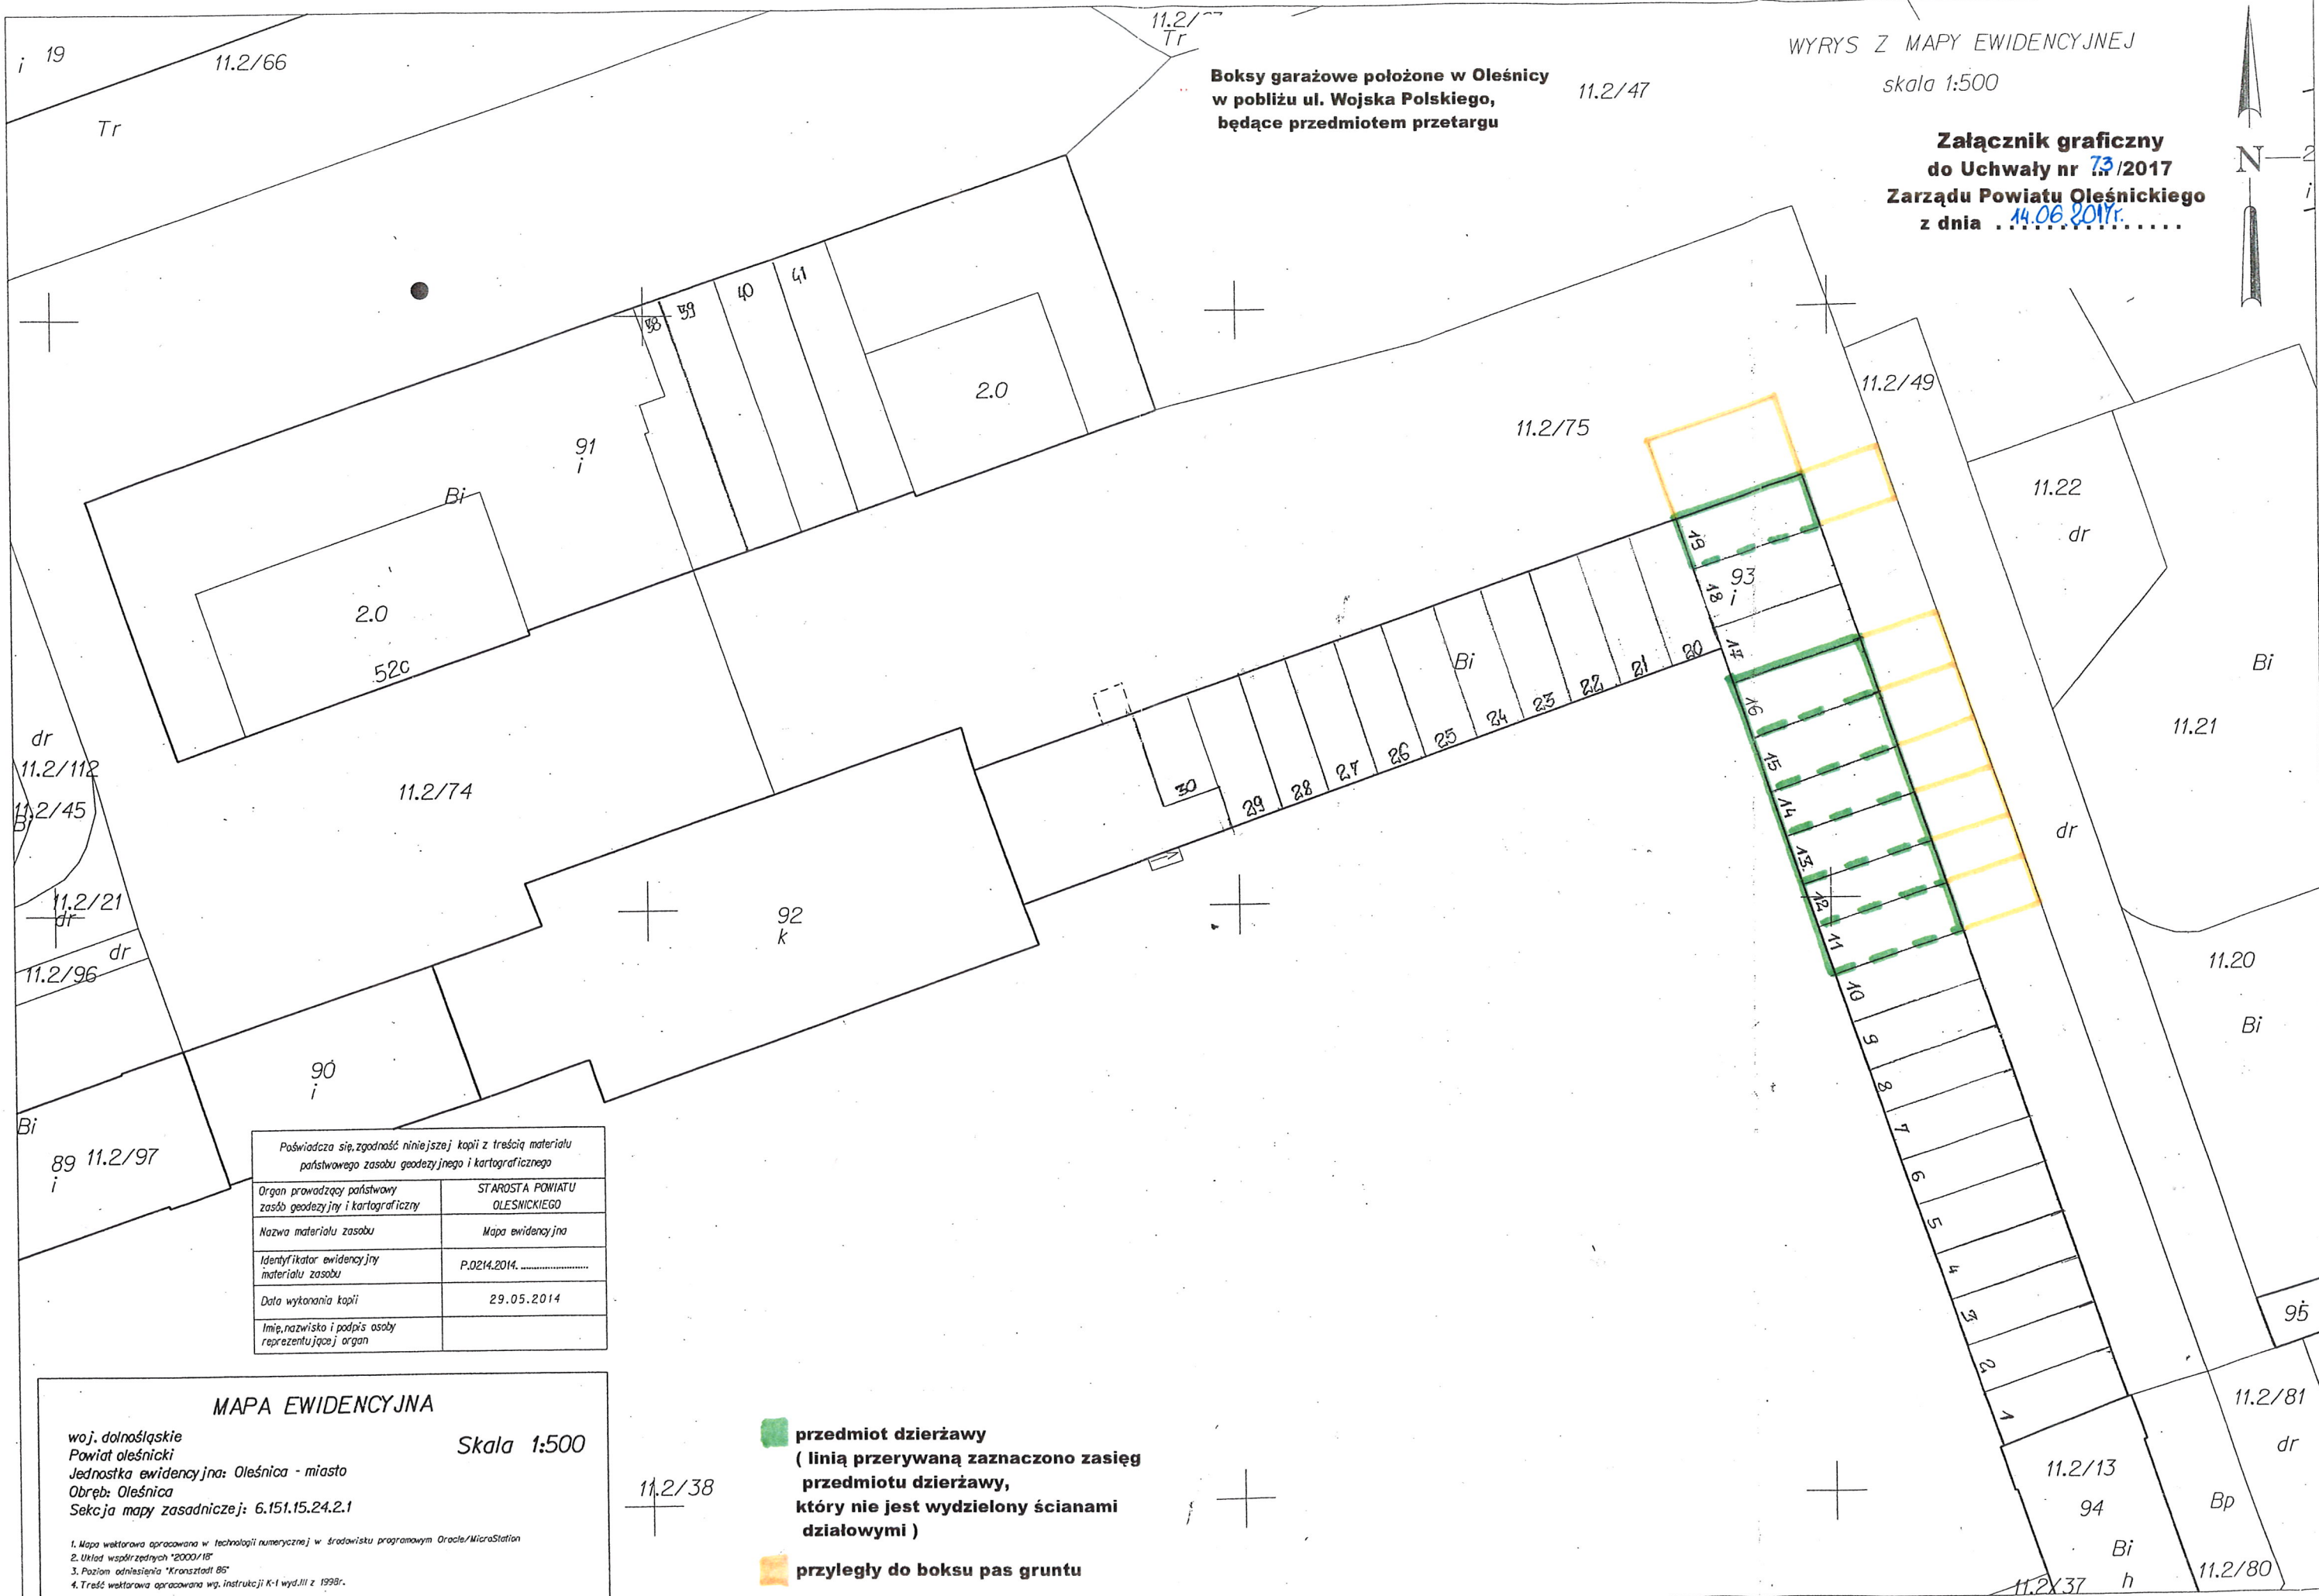 i 19
11.2/66
Tr
11.2/
Tr
Boksy garażowe położone w Oleśnicy
w pobliżu ul. Wojska Polskiego,
będące przedmiotem przetargu
11.2/47
WYRYS Z MAPY EWIDENCYJNEJ
skala 1:500
Załącznik graficzny
do Uchwały nr 73/2017
Zarządu Powiatu Oleśnickiego
z dnia 14.06.2017r.
N
2
i
38
39
40
41
2.0
91
i
Bi
2.0
52c
11.2/75
11.2/49
11.22
dr
Bi
11.21
dr
11.20
Bi
19
93
i
18
17
16
15
14
13.
12
11
10
9
8
7
6
5
4
3
2
1
Bi
20
21
22
23
24
25
26
27
28
29
30
dr
11.2/112
11.2/45
B
11.2/21
dr
dr
11.2/96
11.2/74
92
k
90
i
Bi
89 11.2/97
i
Poświadcza się, zgodność niniejszej kopii z treścią materiału
państwowego zasobu geodezyjnego i kartograficznego
Organ prowadzący państwowy
zasób geodezyjny i kartograficzny
STAROSTA POWIATU
OLEŚNICKIEGO
Nazwa materiału zasobu
Mapa ewidencyjna
Identyfikator ewidencyjny
materiału zasobu
P.0214.2014. ........................
Data wykonania kopii
29.05.2014
Imię, nazwisko i podpis osoby
reprezentującej organ
MAPA EWIDENCYJNA
woj. dolnośląskie
Powiat oleśnicki
Skala 1:500
Jednostka ewidencyjna: Oleśnica - miasto
Obręb: Oleśnica
Sekcja mapy zasadniczej: 6.151.15.24.2.1
1. Mapa wektorowa opracowana w technologii numerycznej w środowisku programowym Oracle/MicroStation
2. Układ współrzędnych "2000/18"
3. Poziom odniesienia "Kronsztadt 86"
4. Treść wektorowa opracowana wg. instrukcji K-1 wyd.III z 1998r.
11.2/38
przedmiot dzierżawy
( linią przerywaną zaznaczono zasięg
przedmiotu dzierżawy,
który nie jest wydzielony ścianami
działowymi )
przyległy do boksu pas gruntu
95
11.2/81
dr
11.2/13
94
Bi
h
Bp
11.2/37
11.2/80